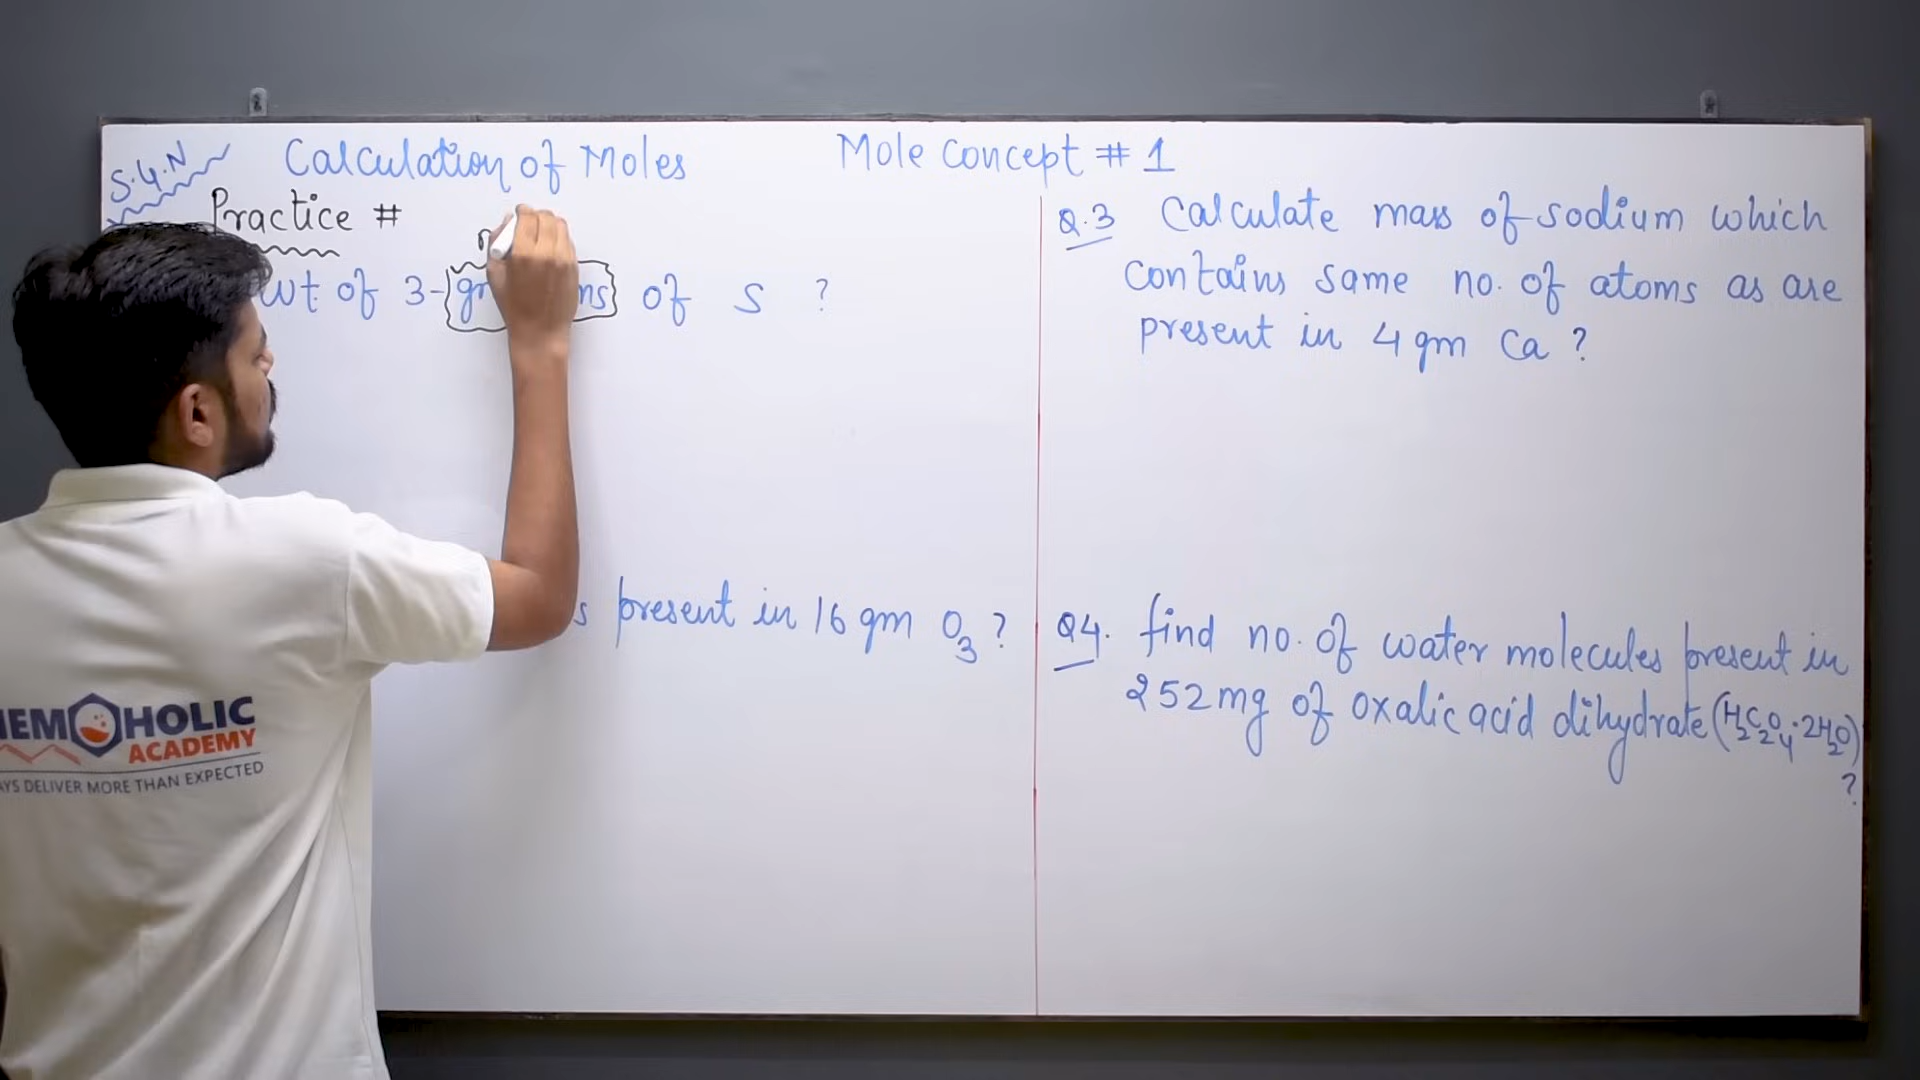 S.G.N
Calculation of Moles
Mole Concept # 1
Practice #
wt of 3- of S ?
present in 16 gm O3 ?
Q.3 Calculate mass of sodium which
contains same no. of atoms as are
present in 4 gm Ca ?
Q4. find no. of water molecules present in
252 mg of oxalic acid dihydrate (H2C2O4.2H2O)
?
HOLIC
ACADEMY
DELIVER MORE THAN EXPECTED